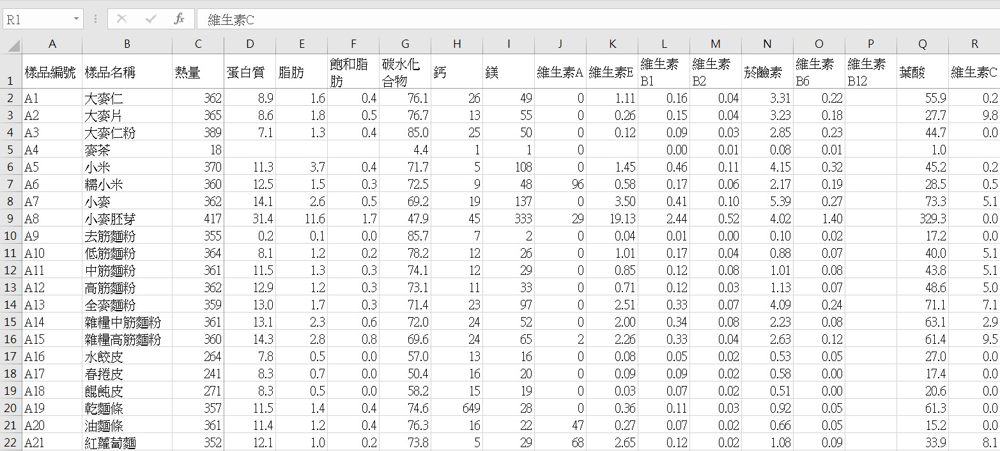 R1 fx 維生素C
A B C D E F G H I J K L M N O P Q R
1 樣品編號 樣品名稱 熱量 蛋白質 脂肪 飽和脂肪 碳水化合物 鈣 鎂 維生素A 維生素E 維生素B1 維生素B2 菸鹼素 維生素B6 維生素B12 葉酸 維生素C
2 A1 大麥仁 362 8.9 1.6 0.4 76.1 26 49 0 1.11 0.16 0.04 3.31 0.22 55.9 0.2
3 A2 大麥片 365 8.6 1.8 0.5 76.7 13 55 0 0.26 0.15 0.04 3.23 0.18 27.7 9.8
4 A3 大麥仁粉 389 7.1 1.3 0.4 85.0 25 50 0 0.12 0.09 0.03 2.85 0.23 44.7 0.0
5 A4 麥茶 18 4.4 1 1 0 0.00 0.01 0.08 0.01 1.0
6 A5 小米 370 11.3 3.7 0.4 71.7 5 108 0 1.45 0.46 0.11 4.15 0.32 45.2 0.2
7 A6 糯小米 360 12.5 1.5 0.3 72.5 9 48 96 0.58 0.17 0.06 2.17 0.19 28.5 0.5
8 A7 小麥 362 14.1 2.6 0.5 69.2 19 137 0 3.50 0.41 0.10 5.39 0.27 73.3 5.1
9 A8 小麥胚芽 417 31.4 11.6 1.7 47.9 45 333 29 19.13 2.44 0.52 4.02 1.40 329.3 0.0
10 A9 去筋麵粉 355 0.2 0.1 0.0 85.7 7 2 0 0.04 0.01 0.00 0.10 0.02 17.2 0.0
11 A10 低筋麵粉 364 8.1 1.2 0.2 78.2 12 26 0 1.01 0.17 0.04 0.88 0.07 40.0 5.1
12 A11 中筋麵粉 361 11.5 1.3 0.3 74.1 12 29 0 0.85 0.12 0.08 1.01 0.08 43.8 5.1
13 A12 高筋麵粉 362 12.9 1.2 0.3 73.1 11 33 0 0.71 0.12 0.03 1.13 0.07 48.6 5.0
14 A13 全麥麵粉 359 13.0 1.7 0.3 71.4 23 97 0 2.51 0.33 0.07 4.09 0.24 71.1 7.1
15 A14 雜糧中筋麵粉 361 13.1 2.3 0.6 72.0 24 52 0 2.00 0.34 0.08 2.23 0.08 63.1 2.9
16 A15 雜糧高筋麵粉 360 14.3 2.8 0.8 69.6 24 65 2 2.26 0.33 0.04 2.63 0.12 61.4 9.5
17 A16 水餃皮 264 7.8 0.5 0.0 57.0 13 16 0 0.08 0.05 0.02 0.53 0.05 27.0 0.0
18 A17 春捲皮 241 8.3 0.7 0.0 50.4 16 20 0 0.09 0.09 0.02 0.58 0.00 17.4 0.0
19 A18 餛飩皮 271 8.3 0.5 0.0 58.2 15 19 0 0.03 0.07 0.02 0.51 0.00 20.6 0.0
20 A19 乾麵條 357 11.5 1.4 0.4 74.6 649 28 0 0.36 0.11 0.03 0.92 0.05 61.3 0.0
21 A20 油麵條 361 11.4 1.2 0.4 76.3 16 22 47 0.27 0.07 0.02 0.66 0.05 15.2 0.0
22 A21 紅蘿蔔麵 352 12.1 1.0 0.2 73.8 5 29 68 2.65 0.12 0.02 1.08 0.09 33.9 8.1